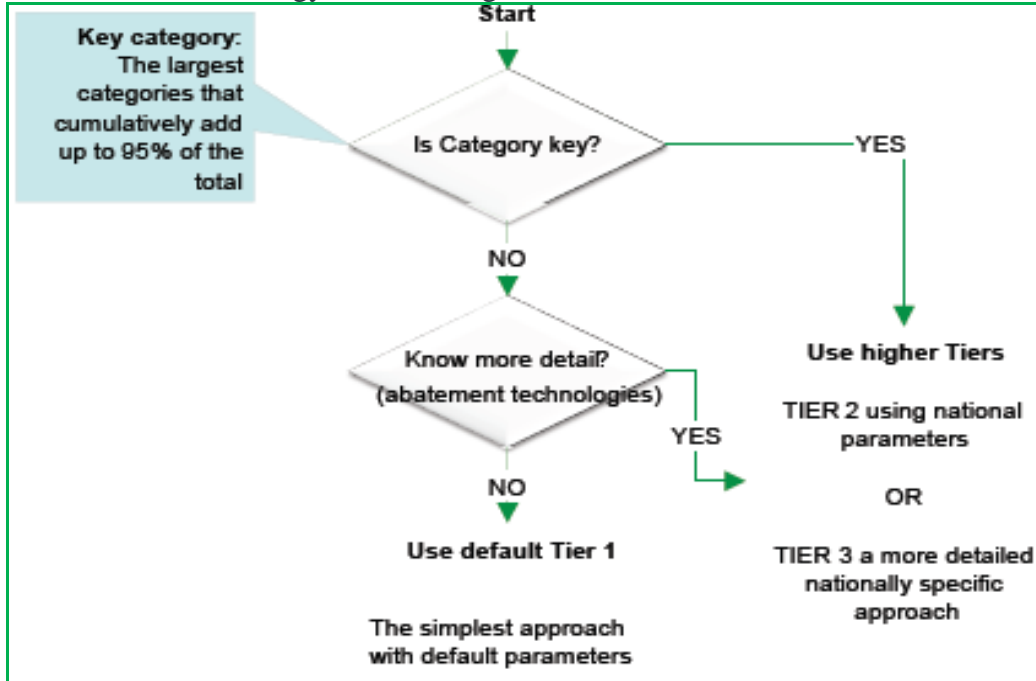 Start
Key category:
The largest
categories that
cumulatively add
up to 95% of the
total
Is Category key?
YES
NO
Know more detail?
(abatement technologies)
YES
NO
Use default Tier 1
The simplest approach
with default parameters
Use higher Tiers
TIER 2 using national
parameters
OR
TIER 3 a more detailed
nationally specific
approach